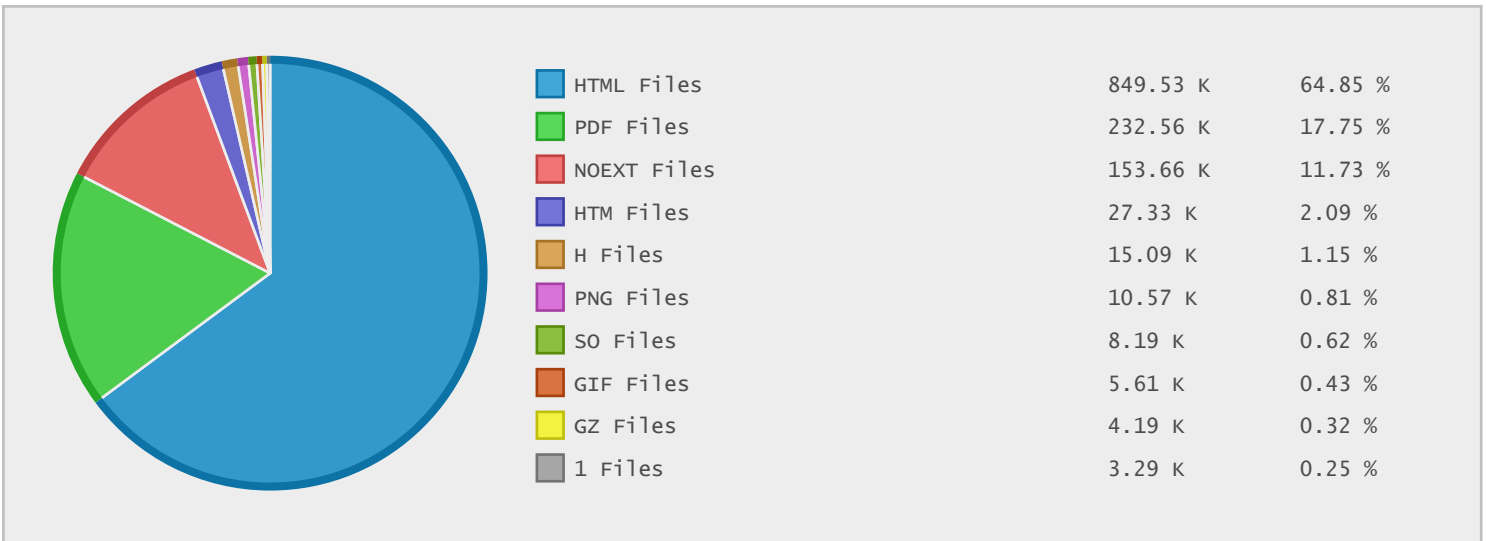 HTML Files 849.53 K 64.85 %
PDF Files 232.56 K 17.75 %
NOEXT Files 153.66 K 11.73 %
HTM Files 27.33 K 2.09 %
H Files 15.09 K 1.15 %
PNG Files 10.57 K 0.81 %
SO Files 8.19 K 0.62 %
GIF Files 5.61 K 0.43 %
GZ Files 4.19 K 0.32 %
1 Files 3.29 K 0.25 %